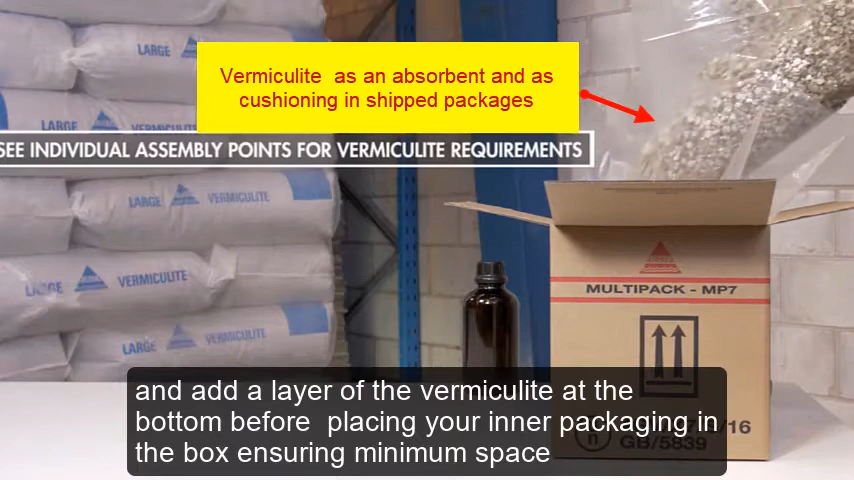 LARGE
LARGE VERMICULITE
Vermiculite as an absorbent and as
cushioning in shipped packages
SEE INDIVIDUAL ASSEMBLY POINTS FOR VERMICULITE REQUIREMENTS
LARGE VERMICULITE
LARGE VERMICULITE
LARGE VERMICULITE
MULTIPACK - MP7
/16
GB/5839
and add a layer of the vermiculite at the
bottom before placing your inner packaging in
the box ensuring minimum space